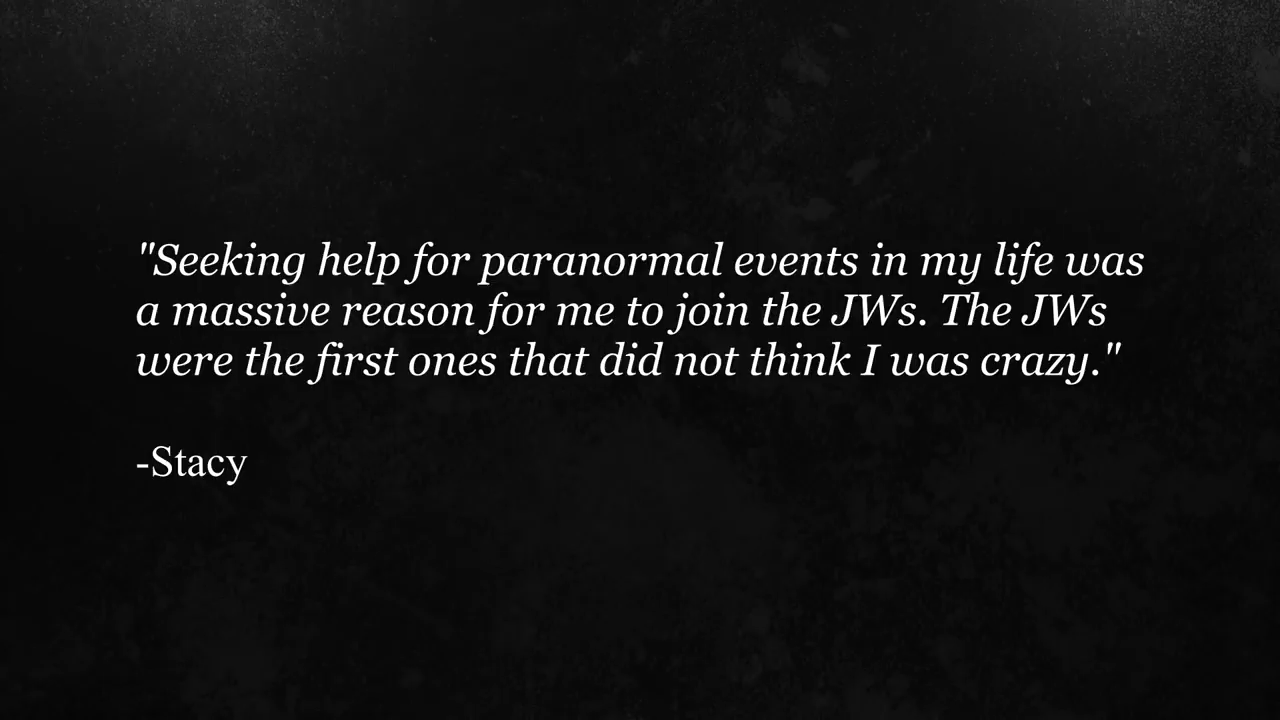 "Seeking help for paranormal events in my life was
a massive reason for me to join the JWs. The JWs
were the first ones that did not think I was crazy."
-Stacy